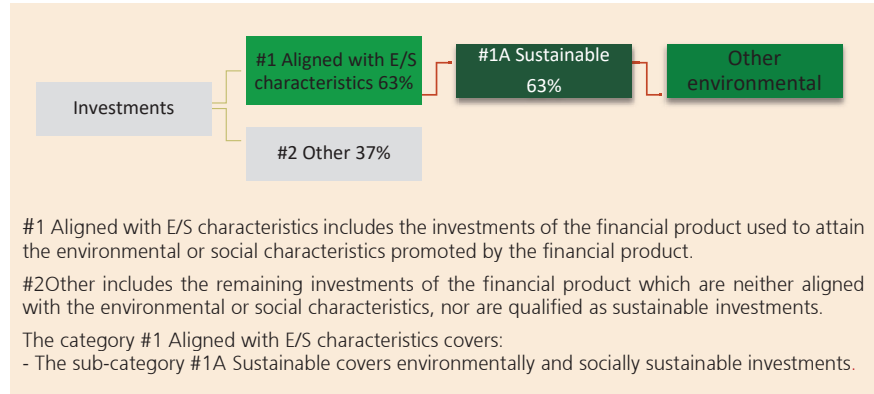 #1 Aligned with E/S
characteristics 63%
#1A Sustainable
63%
Other
environmental
Investments
#2 Other 37%
#1 Aligned with E/S characteristics includes the investments of the financial product used to attain
the environmental or social characteristics promoted by the financial product.
#2Other includes the remaining investments of the financial product which are neither aligned
with the environmental or social characteristics, nor are qualified as sustainable investments.
The category #1 Aligned with E/S characteristics covers:
- The sub-category #1A Sustainable covers environmentally and socially sustainable investments.